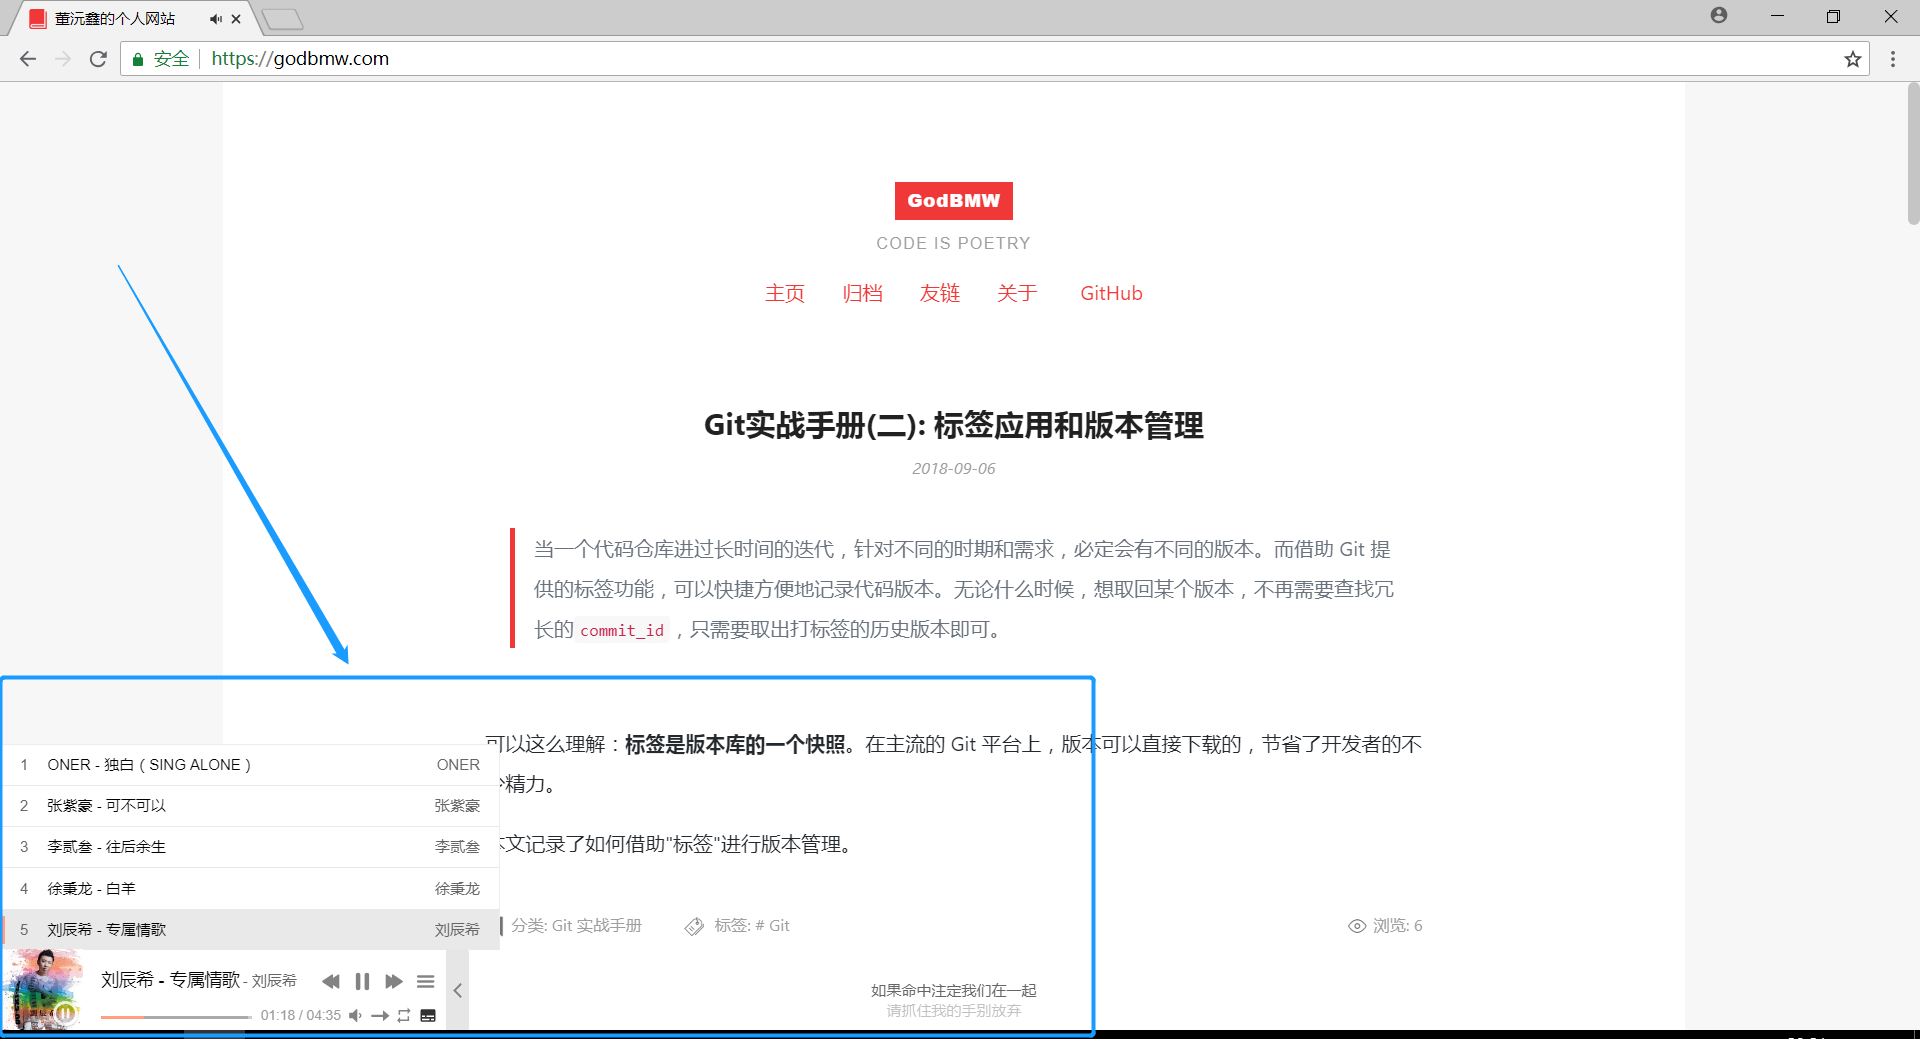 董沅鑫的个人网站
安全 https://godbmw.com
GodBMW
CODE IS POETRY
主页 归档 友链 关于 GitHub
Git实战手册(二): 标签应用和版本管理
2018-09-06
当一个代码仓库进过长时间的迭代，针对不同的时期和需求，必定会有不同的版本。而借助 Git 提
供的标签功能，可以快捷方便地记录代码版本。无论什么时候，想取回某个版本，不再需要查找冗
长的 commit_id ，只需要取出打标签的历史版本即可。
可以这么理解：标签是版本库的一个快照。在主流的 Git 平台上，版本可以直接下载的，节省了开发者的不
少精力。
本文记录了如何借助"标签"进行版本管理。
分类: Git 实战手册 标签: # Git 浏览: 6
1 ONER - 独白（SING ALONE） ONER
2 张紫豪 - 可不可以 张紫豪
3 李贰叁 - 往后余生 李贰叁
4 徐秉龙 - 白羊 徐秉龙
5 刘辰希 - 专属情歌 刘辰希
刘辰希 - 专属情歌 - 刘辰希
01:18 / 04:35
如果命中注定我们在一起
请抓住我的手别放弃